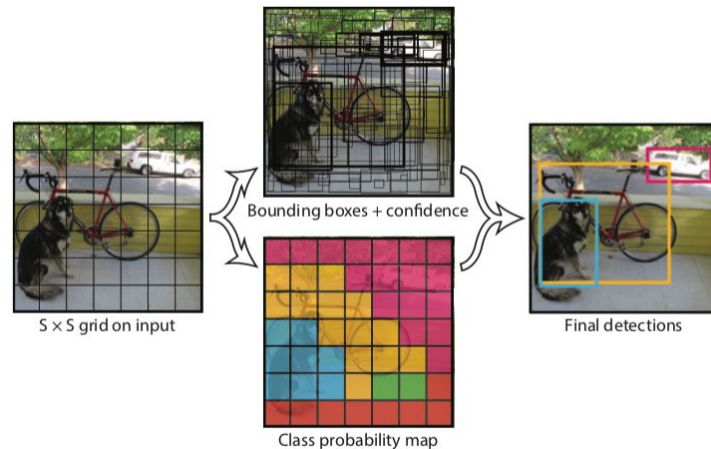 Bounding boxes + confidence
S × S grid on input
Final detections
Class probability map